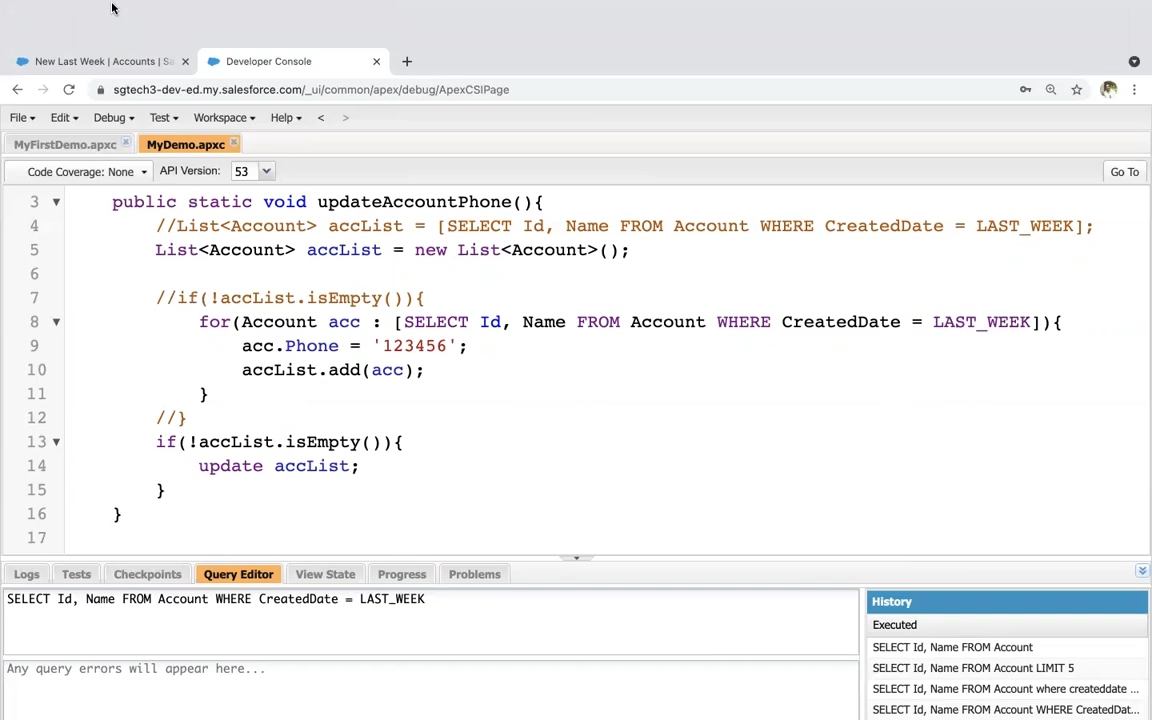 New Last Week | Accounts | Sa
Developer Console
sgtech3-dev-ed.my.salesforce.com/_ui/common/apex/debug/ApexCSIPage
File Edit Debug Test Workspace Help < >
MyFirstDemo.apxc MyDemo.apxc
Code Coverage: None API Version: 53 Go To
3 public static void updateAccountPhone(){
4 //List<Account> accList = [SELECT Id, Name FROM Account WHERE CreatedDate = LAST_WEEK];
5 List<Account> accList = new List<Account>();
6
7 //if(!accList.isEmpty()){
8 for(Account acc : [SELECT Id, Name FROM Account WHERE CreatedDate = LAST_WEEK]){
9 acc.Phone = '123456';
10 accList.add(acc);
11 }
12 //}
13 if(!accList.isEmpty()){
14 update accList;
15 }
16 }
17
Logs Tests Checkpoints Query Editor View State Progress Problems
SELECT Id, Name FROM Account WHERE CreatedDate = LAST_WEEK
Any query errors will appear here...
History
Executed
SELECT Id, Name FROM Account
SELECT Id, Name FROM Account LIMIT 5
SELECT Id, Name FROM Account where createddate ...
SELECT Id, Name FROM Account WHERE CreatedDat...